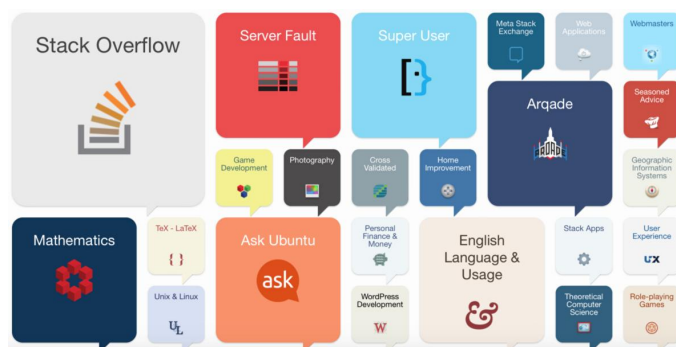 Stack Overflow
Server Fault
Super User
Meta Stack
Exchange
Web
Applications
Webmasters
Arqade
Seasoned
Advice
Game
Development
Photography
Cross
Validated
Home
Improvement
Geographic
Information
Systems
Mathematics
TeX - LaTeX
{ }
Ask Ubuntu
ask
Personal
Finance &
Money
English
Language &
Usage
&
Stack Apps
User
Experience
UX
Unix & Linux
UL
WordPress
Development
W
Theoretical
Computer
Science
Role-playing
Games